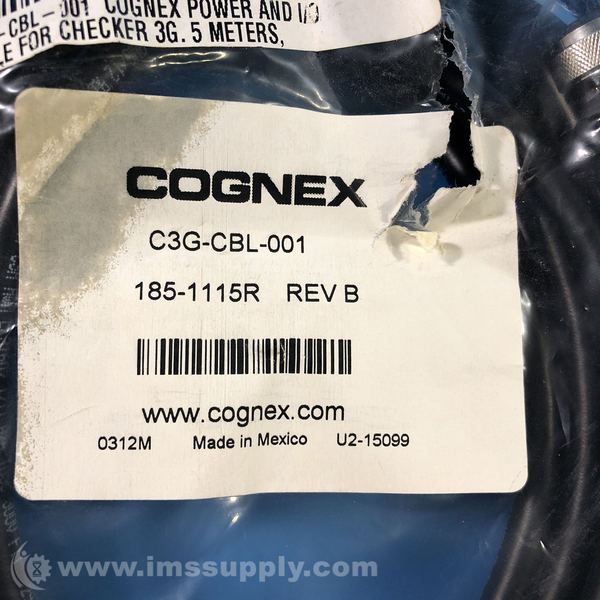 -CBL-001 COGNEX POWER AND I/O
LE FOR CHECKER 3G. 5 METERS,
COGNEX
C3G-CBL-001
185-1115R REV B
www.cognex.com
0312M Made in Mexico U2-15099
www.imssupply.com